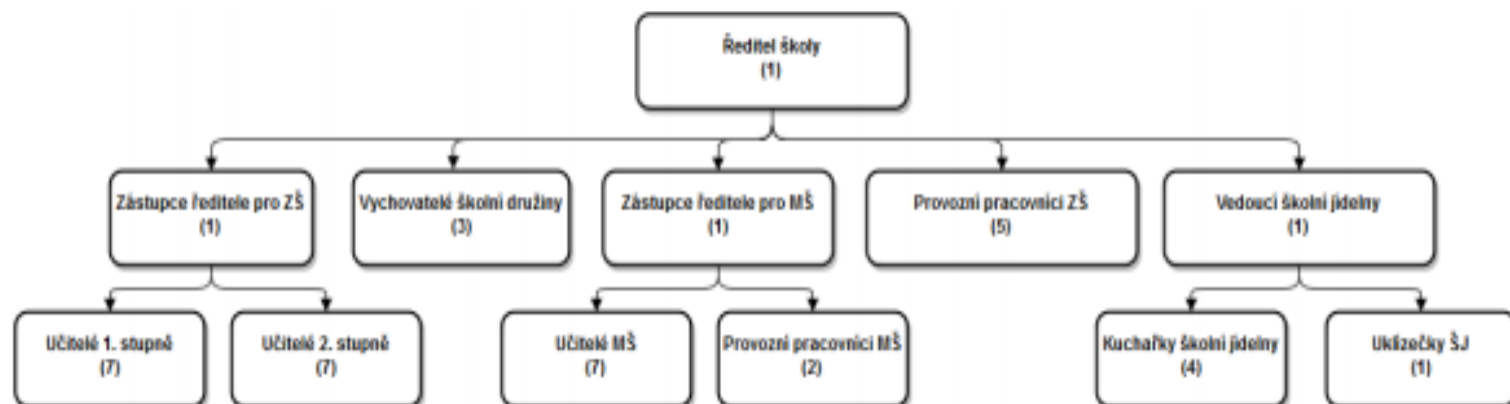 Ředitel školy
(1)
Zástupce ředitele pro ZŠ
(1)
Vychovatelé školní družiny
(3)
Zástupce ředitele pro MŠ
(1)
Provozní pracovníci ZŠ
(5)
Vedoucí školní jídelny
(1)
Učitelé 1. stupně
(7)
Učitelé 2. stupně
(7)
Učitelé MŠ
(7)
Provozní pracovníci MŠ
(2)
Kuchařky školní jídelny
(4)
Uklízečky ŠJ
(1)